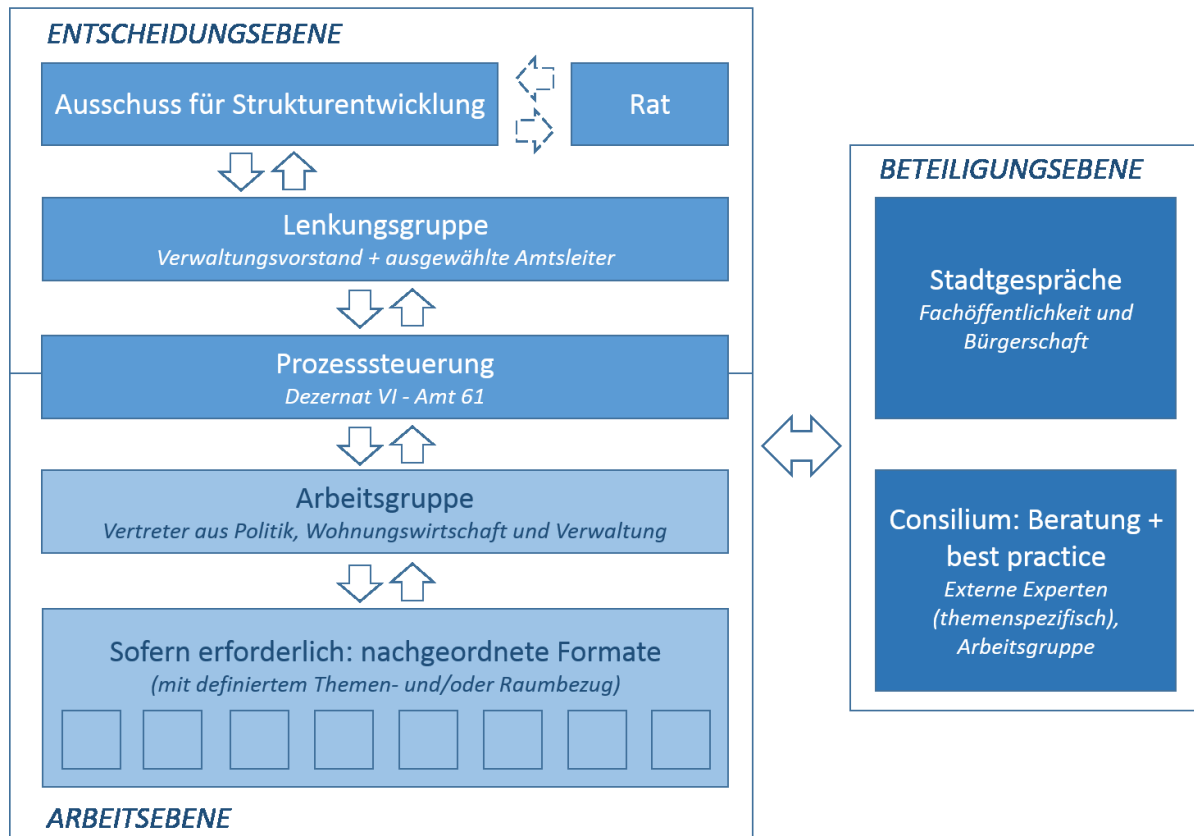 ENTSCHEIDUNGSEBENE
Ausschuss für Strukturentwicklung
Rat
Lenkungsgruppe
Verwaltungsvorstand + ausgewählte Amtsleiter
Prozesssteuerung
Dezernat VI - Amt 61
Arbeitsgruppe
Vertreter aus Politik, Wohnungswirtschaft und Verwaltung
Sofern erforderlich: nachgeordnete Formate
(mit definiertem Themen- und/oder Raumbezug)
ARBEITSEBENE
BETEILIGUNGSEBENE
Stadtgespräche
Fachöffentlichkeit und
Bürgerschaft
Consilium: Beratung +
best practice
Externe Experten
(themenspezifisch),
Arbeitsgruppe